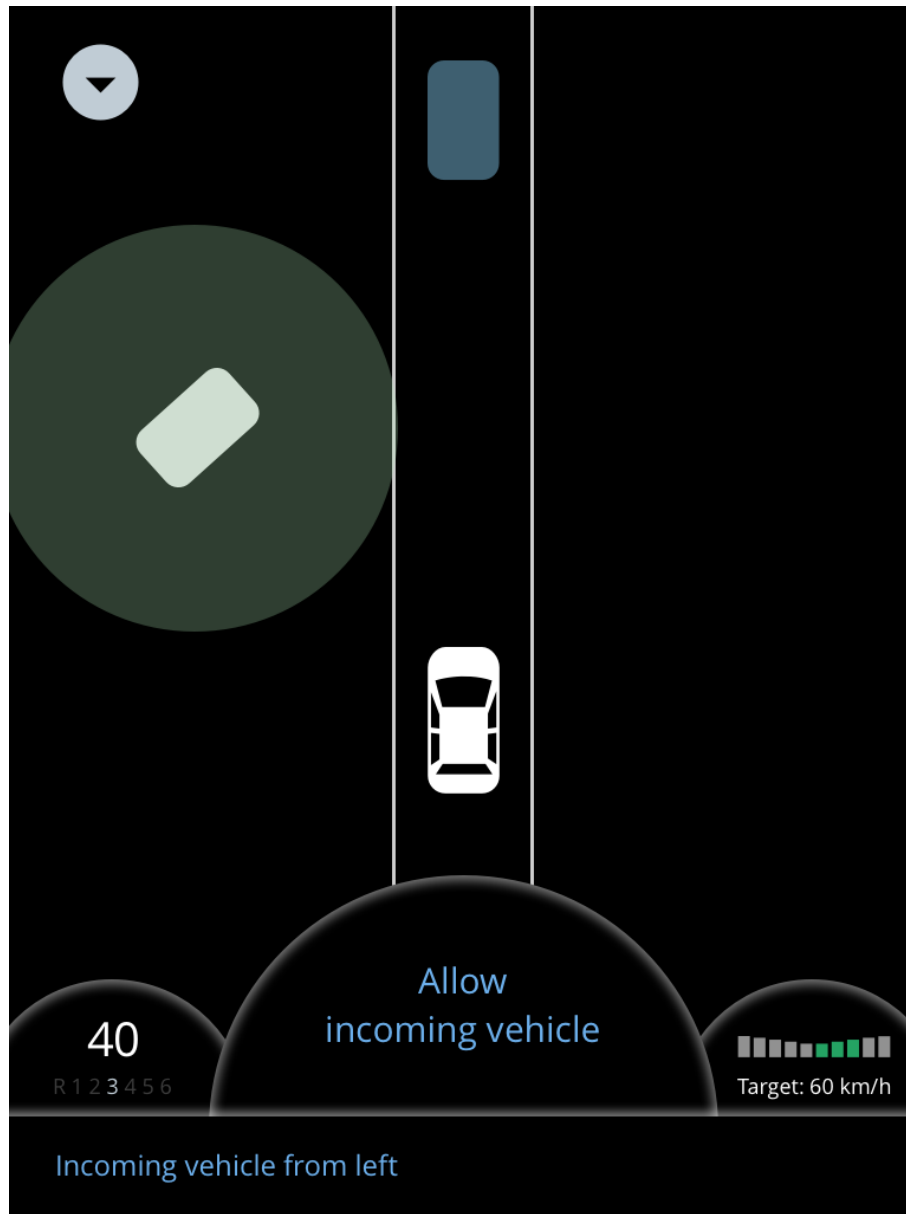 Allow
incoming vehicle
40
R 1 2 3 4 5 6
Target: 60 km/h
Incoming vehicle from left